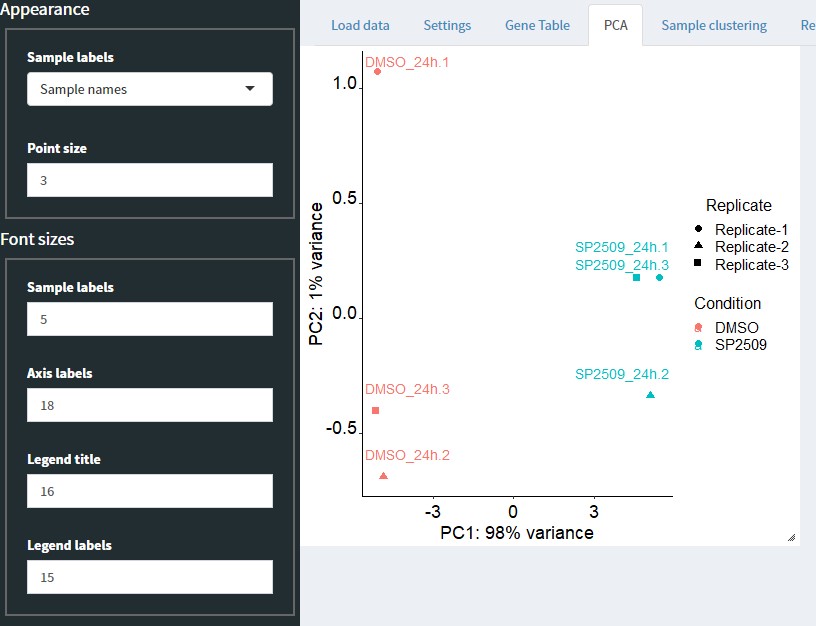 Appearance
Sample labels
Sample names
Point size
3
Font sizes
Sample labels
5
Axis labels
18
Legend title
16
Legend labels
15
Load data
Settings
Gene Table
PCA
Sample clustering
Re
DMSO_24h.1
1.0
0.5
SP2509_24h.1
SP2509_24h.3
0.0
SP2509_24h.2
DMSO_24h.3
-0.5
DMSO_24h.2
PC2: 1% variance
-3 0 3
PC1: 98% variance
Replicate
Replicate-1
Replicate-2
Replicate-3
Condition
DMSO
SP2509